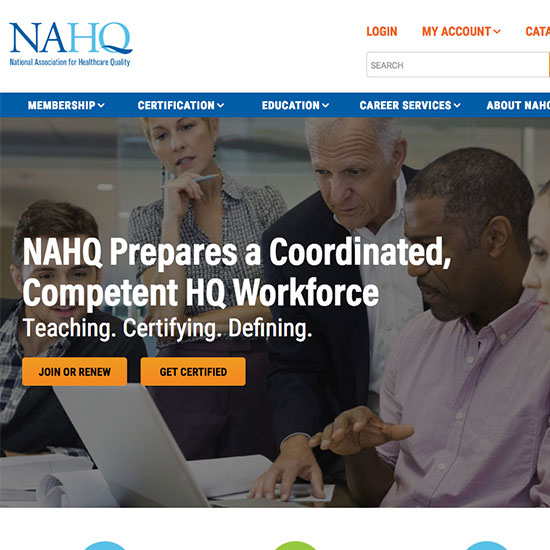 NAHQ
National Association for Healthcare Quality
LOGIN
MY ACCOUNT
CATA
SEARCH
MEMBERSHIP
CERTIFICATION
EDUCATION
CAREER SERVICES
ABOUT NAHQ
NAHQ Prepares a Coordinated,
Competent HQ Workforce
Teaching. Certifying. Defining.
JOIN OR RENEW
GET CERTIFIED